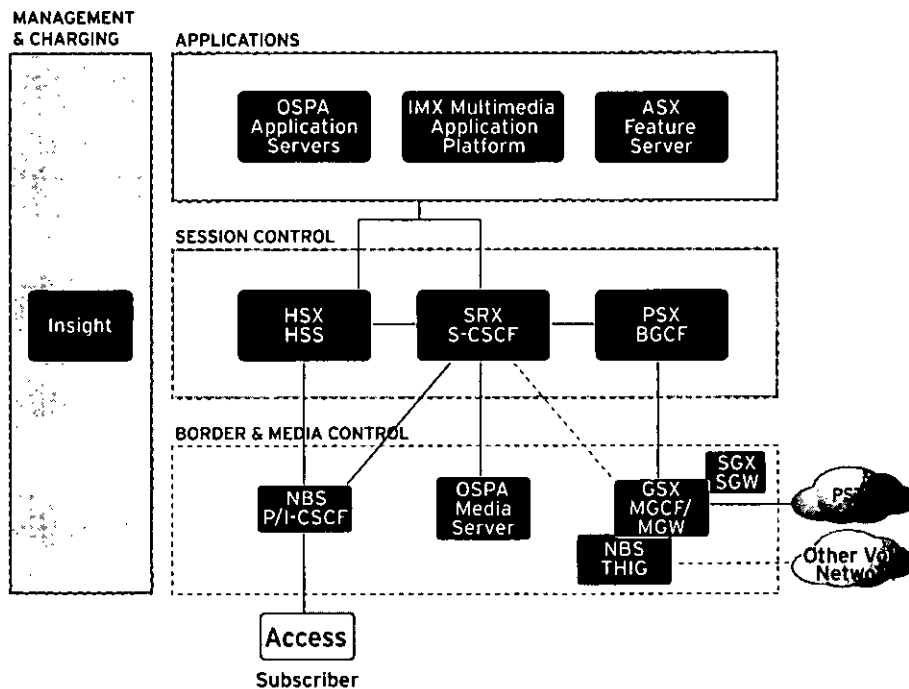 MANAGEMENT
& CHARGING
APPLICATIONS
OSPA
Application
Servers
IMX Multimedia
Application
Platform
ASX
Feature
Server
SESSION CONTROL
Insight
HSX
HSS
SRX
S-CSCF
PSX
BGCF
BORDER & MEDIA CONTROL
NBS
P/I-CSCF
OSPA
Media
Server
GSX
MGCF/
MGW
SGX
SGW
NBS
THIG
Other
Access
Subscriber